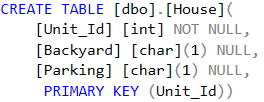 CREATE TABLE [dbo].[House](
[Unit_Id] [int] NOT NULL,
[Backyard] [char](1) NULL,
[Parking] [char](1) NULL,
PRIMARY KEY (Unit_Id))